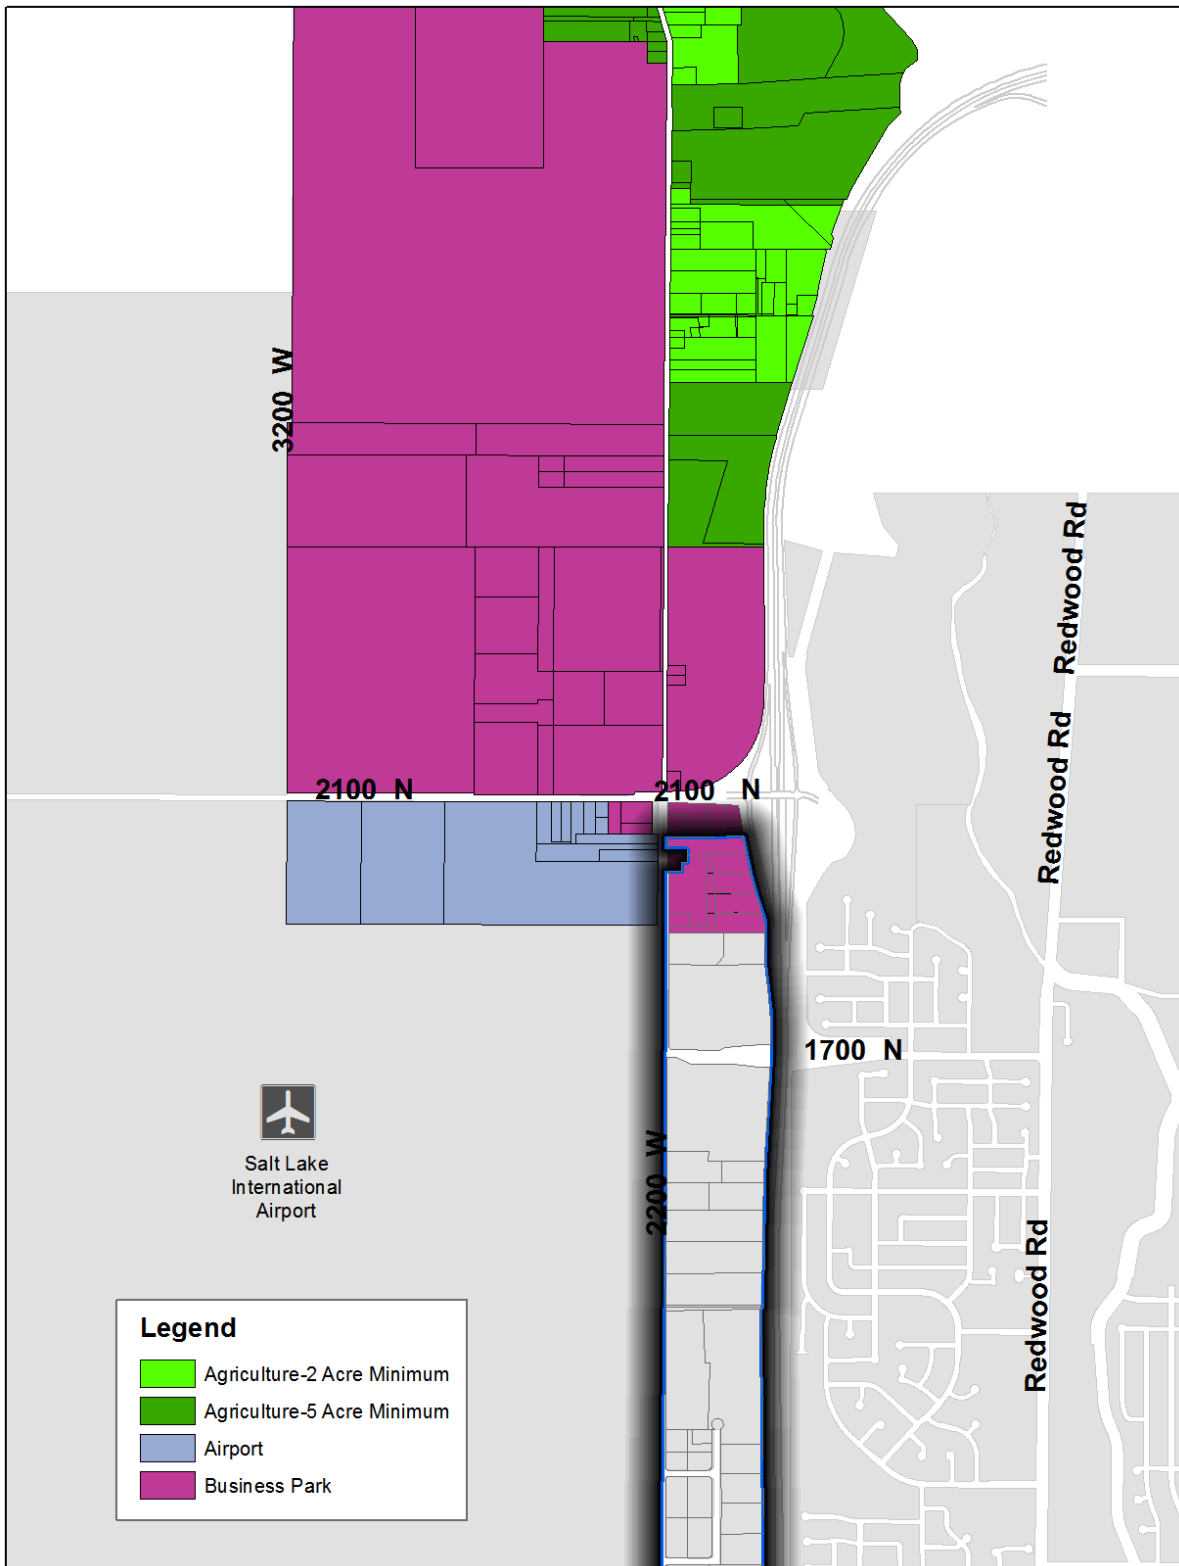 3200 W
Redwood Rd
Redwood Rd
2100 N
2100 N
1700 N
2200 W
Salt Lake
International
Airport
Redwood Rd
Legend
Agriculture-2 Acre Minimum
Agriculture-5 Acre Minimum
Airport
Business Park